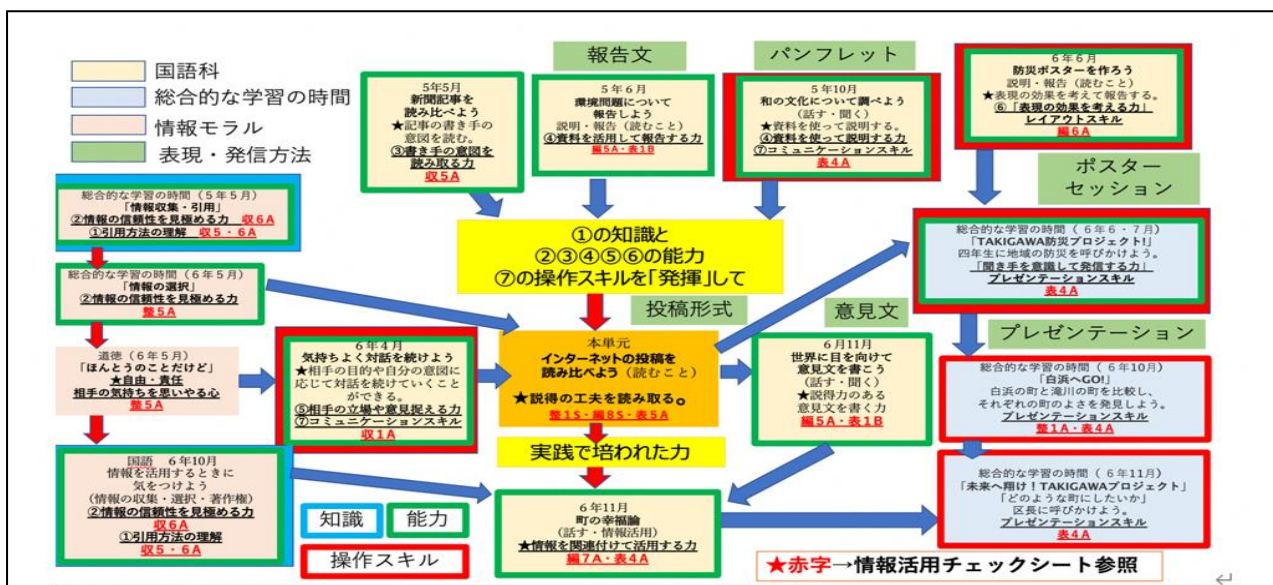 国語科
総合的な学習の時間
情報モラル
表現・発信方法
5年5月
新聞記事を
読み比べよう
★記事の書き手の
意図を読む。
③書き手の意図を
読み取る力
収5A
報告文
5年6月
環境問題について
報告しよう
説明・報告(読むこと)
④資料を活用して報告する力
編5A・表1B
パンフレット
5年10月
和の文化について調べよう
(話す・聞く)
★資料を使って説明する。
④資料を使って説明する力
⑦コミュニケーションスキル
表4A
6年6月
防災ポスターを作ろう
説明・報告(読むこと)
★表現の効果を考えて報告する。
⑥「表現の効果を考える力」
レイアウトスキル
編6A
ポスター
セッション
総合的な学習の時間(5年5月)
「情報収集・引用」
②情報の信頼性を見極める力 収6A
①引用方法の理解 収5・6A
総合的な学習の時間(6年5月)
「情報の選択」
②情報の信頼性を見極める力
整5A
道徳(6年5月)
「ほんとうのことだけど」
★自由・責任
相手の気持ちを思いやる心
整5A
国語 6年10月
情報を活用するときに
気をつけよう
(情報の収集・選択・著作権)
②情報の信頼性を見極める力
収6A
①引用方法の理解
収5・6A
6年4月
気持ちよく対話を続けよう
★相手の目的や自分の意図に
応じて対話を続けていくこと
ができる。
⑤相手の立場や意見捉える力
⑦コミュニケーションスキル
収1A
①の知識と
②③④⑤⑥の能力
⑦の操作スキルを「発揮」して
投稿形式
本単元
インターネットの投稿を
読み比べよう(読むこと)
★説得の工夫を読み取る。
整1S・編8S・表5A
実践で培われた力
6年11月
町の幸福論
(話す・情報活用)
★情報を関連付けて活用する力
編7A・表4A
意見文
6月11月
世界に目を向けて
意見文を書こう
(話す・聞く)
★説得力のある
意見文を書く力
編5A・表1B
総合的な学習の時間(6年6・7月)
「TAKIGAWA防災プロジェクト!」
四年生に地域の防災を呼びかけよう。
「聞き手を意識して発信する力」
プレゼンテーションスキル
表4A
プレゼンテーション
総合的な学習の時間(6年10月)
「白浜へGO!」
白浜の町と滝川の町を比較し、
それぞれの町のよさを発見しよう。
プレゼンテーションスキル
整1A・表4A
総合的な学習の時間(6年11月)
「未来へ翔け!TAKIGAWAプロジェクト」
「どのような町にしたいか」
区長に呼びかけよう。
プレゼンテーションスキル
表4A
知識
能力
操作スキル
★赤字→情報活用チェックシート参照